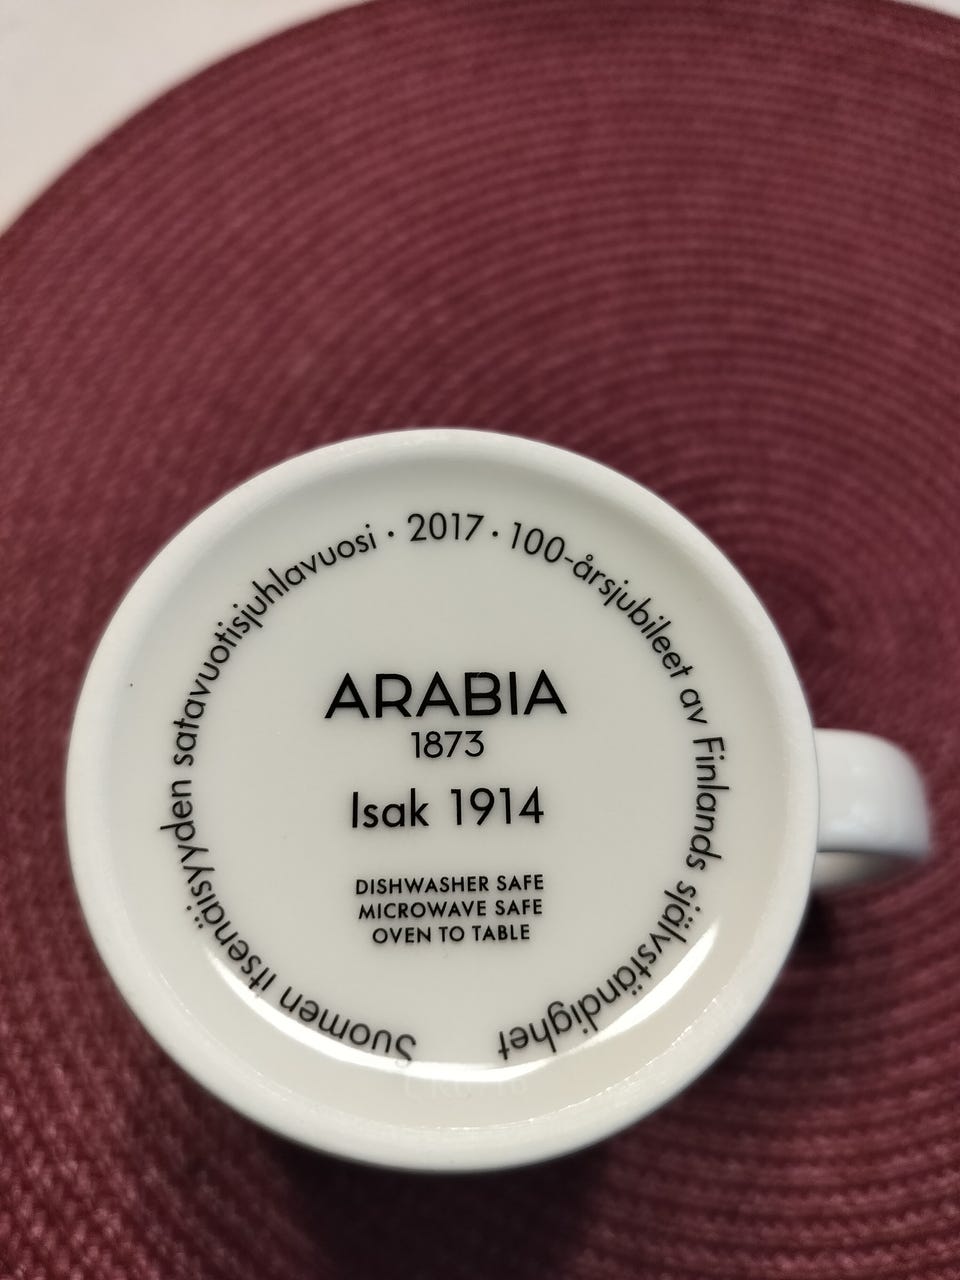 Suomen itsenäisyyden satavuotisjuhlavuosi · 2017 · 100-årsjubileet av Finlands självständighet
ARABIA
1873
Isak 1914
DISHWASHER SAFE
MICROWAVE SAFE
OVEN TO TABLE